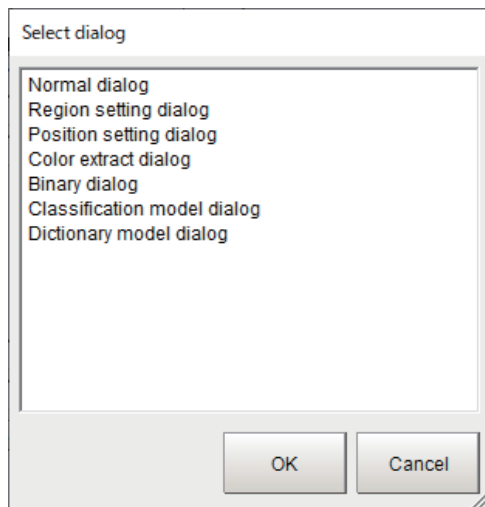 Select dialog
Normal dialog
Region setting dialog
Position setting dialog
Color extract dialog
Binary dialog
Classification model dialog
Dictionary model dialog
OK
Cancel